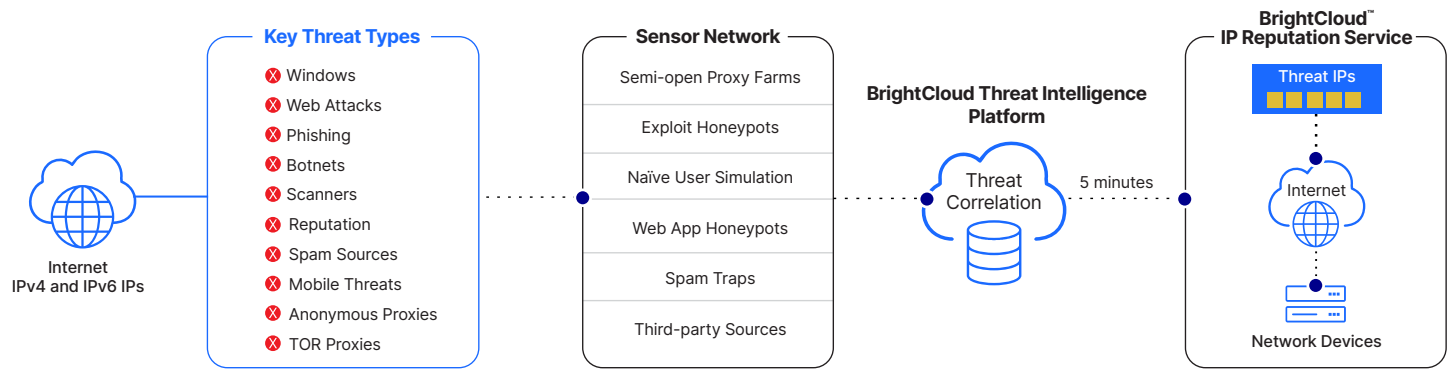 Internet
IPv4 and IPv6 IPs
Key Threat Types
X Windows
X Web Attacks
X Phishing
X Botnets
X Scanners
X Reputation
X Spam Sources
X Mobile Threats
X Anonymous Proxies
X TOR Proxies
Sensor Network
Semi-open Proxy Farms
Exploit Honeypots
Naïve User Simulation
Web App Honeypots
Spam Traps
Third-party Sources
BrightCloud Threat Intelligence
Platform
Threat
Correlation
5 minutes
BrightCloud™
IP Reputation Service
Threat IPs
Internet
Network Devices